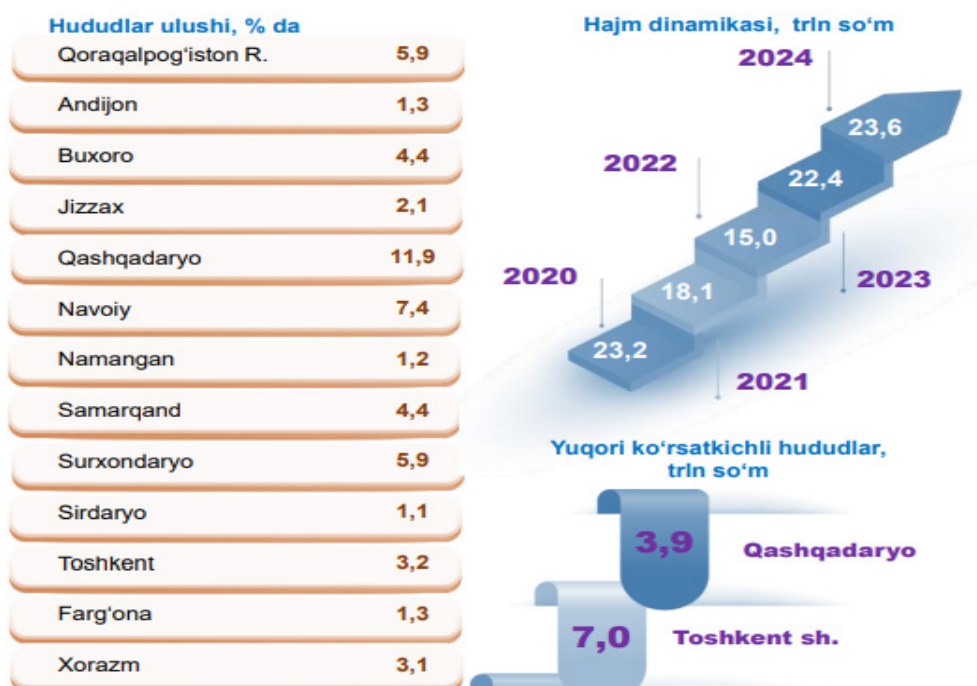 Hududlar ulushi, % da
Qoraqalpog‘iston R. 5,9
Andijon 1,3
Buxoro 4,4
Jizzax 2,1
Qashqadaryo 11,9
Navoiy 7,4
Namangan 1,2
Samarqand 4,4
Surxondaryo 5,9
Sirdaryo 1,1
Toshkent 3,2
Farg‘ona 1,3
Xorazm 3,1
Hajm dinamikasi, trln so‘m
2024
23,6
2022
22,4
15,0
2020
2023
18,1
23,2
2021
Yuqori ko‘rsatkichli hududlar,
trln so‘m
3,9 Qashqadaryo
7,0 Toshkent sh.